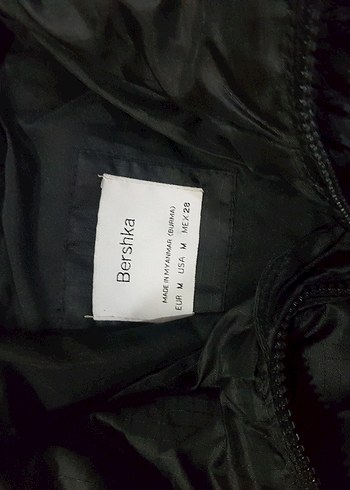 Bershka
MADE IN MYANMAR (BURMA)
EUR M USA M MEX 28